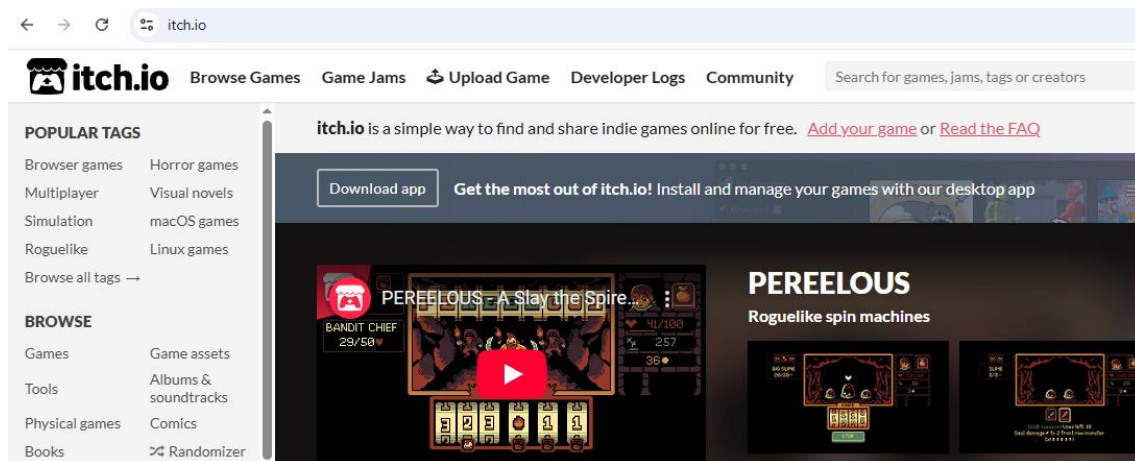 itch.io
itch.io Browse Games Game Jams Upload Game Developer Logs Community Search for games, jams, tags or creators
POPULAR TAGS
Browser games Horror games
Multiplayer Visual novels
Simulation macOS games
Roguelike Linux games
Browse all tags →
BROWSE
Games Game assets
Tools Albums & soundtracks
Physical games Comics
Books Randomizer
itch.io is a simple way to find and share indie games online for free. Add your game or Read the FAQ
Download app Get the most out of itch.io! Install and manage your games with our desktop app
PEREELOUS - A Slay the Spire...
BANDIT CHIEF
29/50
41/100
257
36
PEREELOUS
Roguelike spin machines
STOP